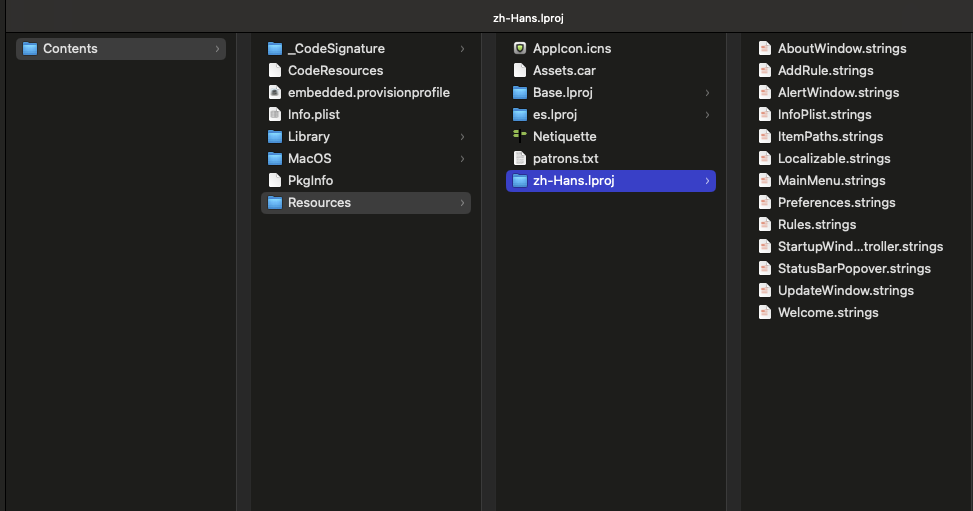 zh-Hans.lproj
Contents
_CodeSignature
CodeResources
embedded.provisionprofile
Info.plist
Library
MacOS
PkgInfo
Resources
AppIcon.icns
Assets.car
Base.lproj
es.lproj
Netiquette
patrons.txt
zh-Hans.lproj
AboutWindow.strings
AddRule.strings
AlertWindow.strings
InfoPlist.strings
ItemPaths.strings
Localizable.strings
MainMenu.strings
Preferences.strings
Rules.strings
StartupWind...troller.strings
StatusBarPopover.strings
UpdateWindow.strings
Welcome.strings